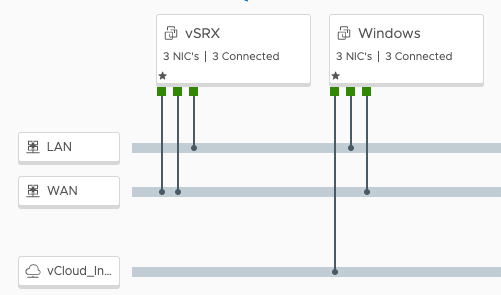 vSRX
3 NIC's | 3 Connected
Windows
3 NIC's | 3 Connected
LAN
WAN
vCloud_In...